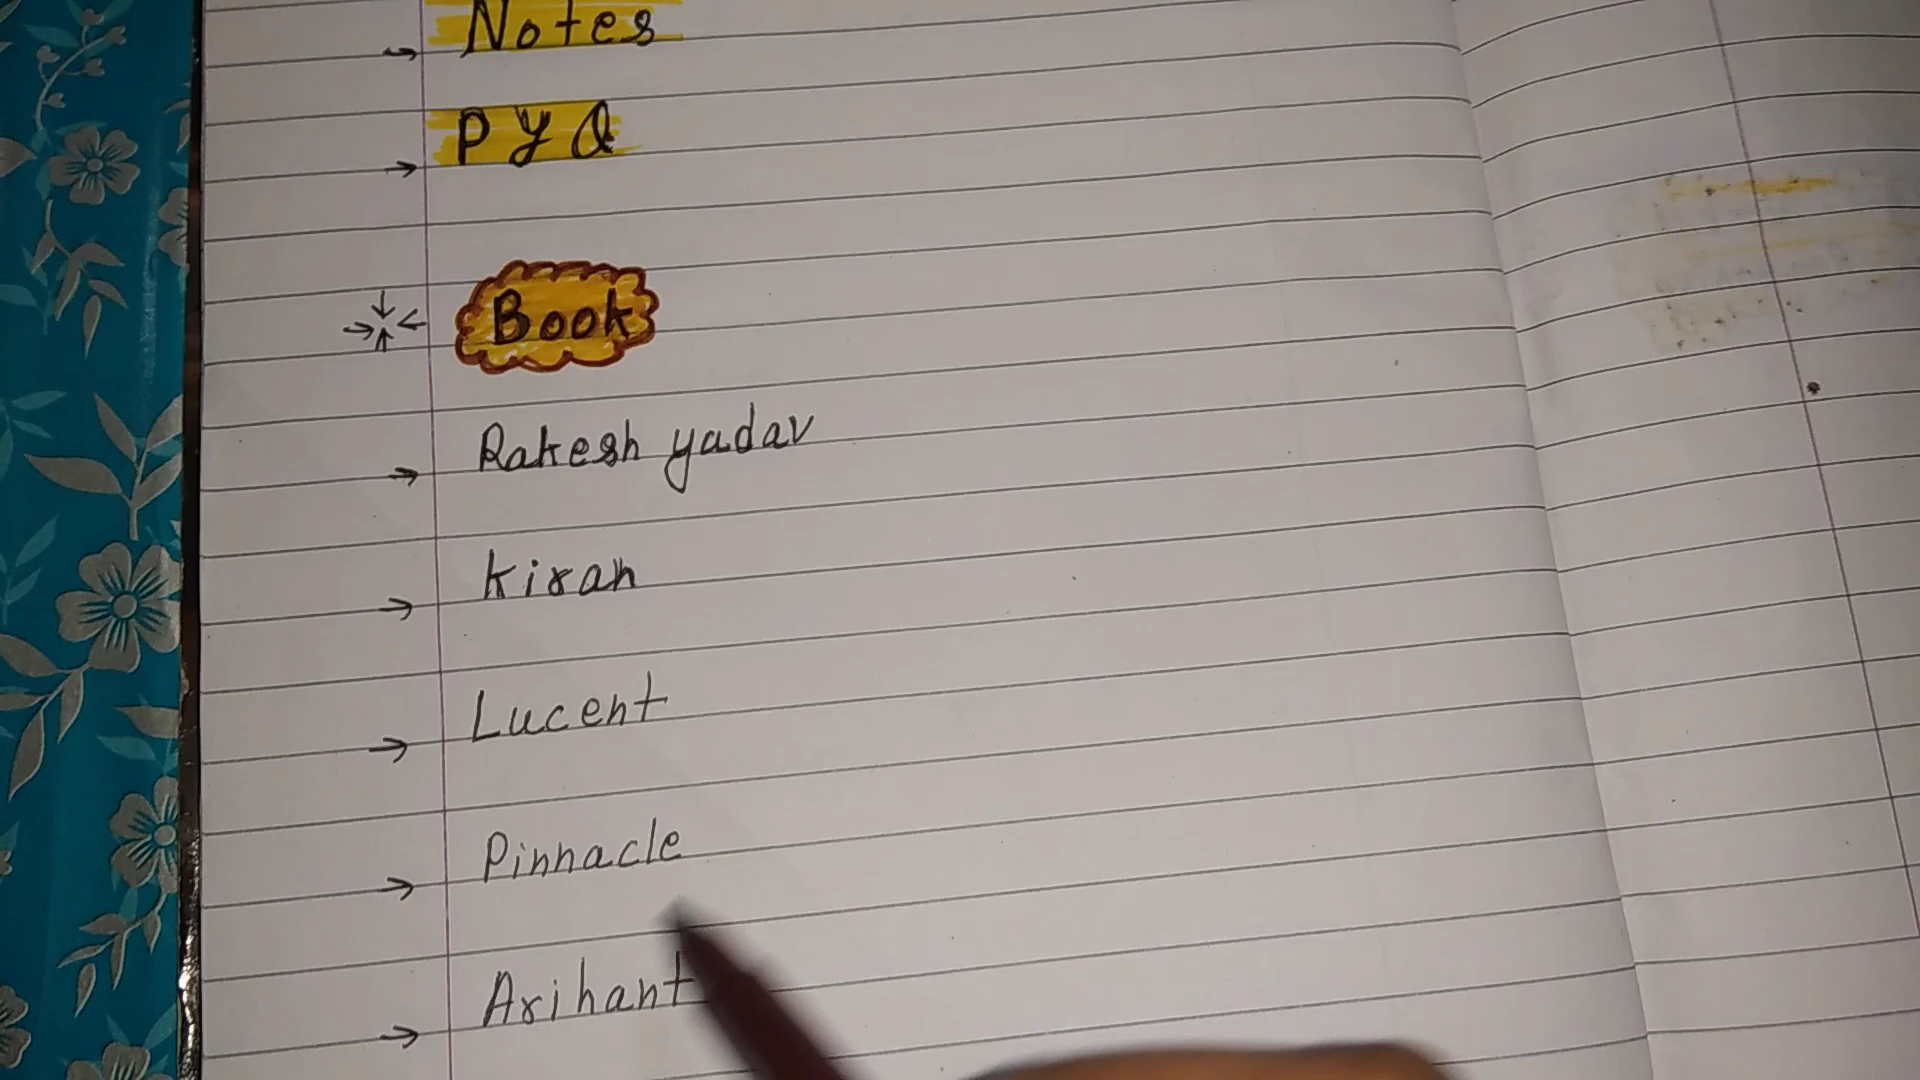 Notes
PYQ
Book
Rakesh yadav
Kiran
Lucent
Pinnacle
Arihant